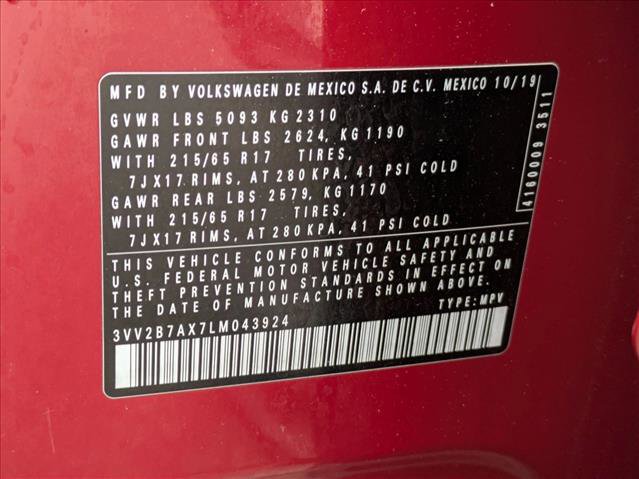 MFD BY VOLKSWAGEN DE MEXICO S.A. DE C.V. MEXICO 10/19
GVWR LBS 5093 KG 2310
GAWR FRONT LBS 2624, KG 1190
WITH 215/65 R17 TIRES,
7JX17 RIMS, AT 280 KPA, 41 PSI COLD
GAWR REAR LBS 2579, KG 1170
WITH 215/65 R17 TIRES,
7JX17 RIMS, AT 280 KPA, 41 PSI COLD
THIS VEHICLE CONFORMS TO ALL APPLICABLE
U.S. FEDERAL MOTOR VEHICLE SAFETY AND
THEFT PREVENTION STANDARDS IN EFFECT ON
THE DATE OF MANUFACTURE SHOWN ABOVE.
3VV2B7AX7LM043924 TYPE: MPV
4160009 3511